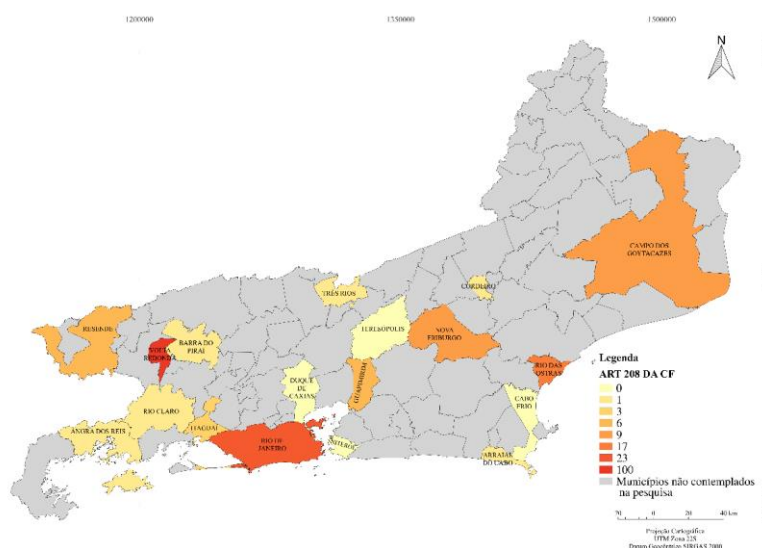 1200000
1350000
1500000
N
CAMPO DOS
GOYTACAZES
CORDEIRO
TRÊS RIOS
TERESÓPOLIS
NOVA
FRIBURGO
RESENDE
VOLTA
REDONDA
BARRA DO
PIRAÍ
GUAPIMIRIM
RIO DAS
OSTRAS
DUQUE
DE
CAXIAS
CABO
FRIO
RIO CLARO
ITAGUAÍ
ANGRA DOS REIS
RIO DE
JANEIRO
NITERÓI
ARRAIAL
DO CABO
Legenda
ART 208 DA CF
0
1
3
6
9
17
23
100
Municípios não contemplados
na pesquisa
20 0 20 40 Km
Projeção Cartográfica
UTM Zona 22S
Datum Geodésico SIRGAS 2000